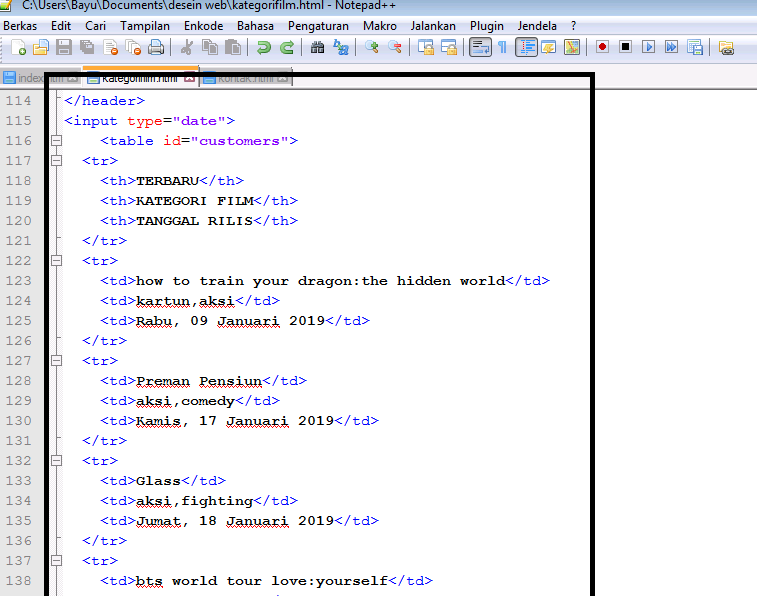 C:\Users\Bayu\Documents\desein web\kategorifilm.html - Notepad++
Berkas Edit Cari Tampilan Enkode Bahasa Pengaturan Makro Jalankan Plugin Jendela ?
kategorifilm.html kontak.html
114 </header>
115 <input type="date">
116 <table id="customers">
117 <tr>
118 <th>TERBARU</th>
119 <th>KATEGORI FILM</th>
120 <th>TANGGAL RILIS</th>
121 </tr>
122 <tr>
123 <td>how to train your dragon:the hidden world</td>
124 <td>kartun,aksi</td>
125 <td>Rabu, 09 Januari 2019</td>
126 </tr>
127 <tr>
128 <td>Preman Pensiun</td>
129 <td>aksi,comedy</td>
130 <td>Kamis, 17 Januari 2019</td>
131 </tr>
132 <tr>
133 <td>Glass</td>
134 <td>aksi,fighting</td>
135 <td>Jumat, 18 Januari 2019</td>
136 </tr>
137 <tr>
138 <td>bts world tour love:yourself</td>